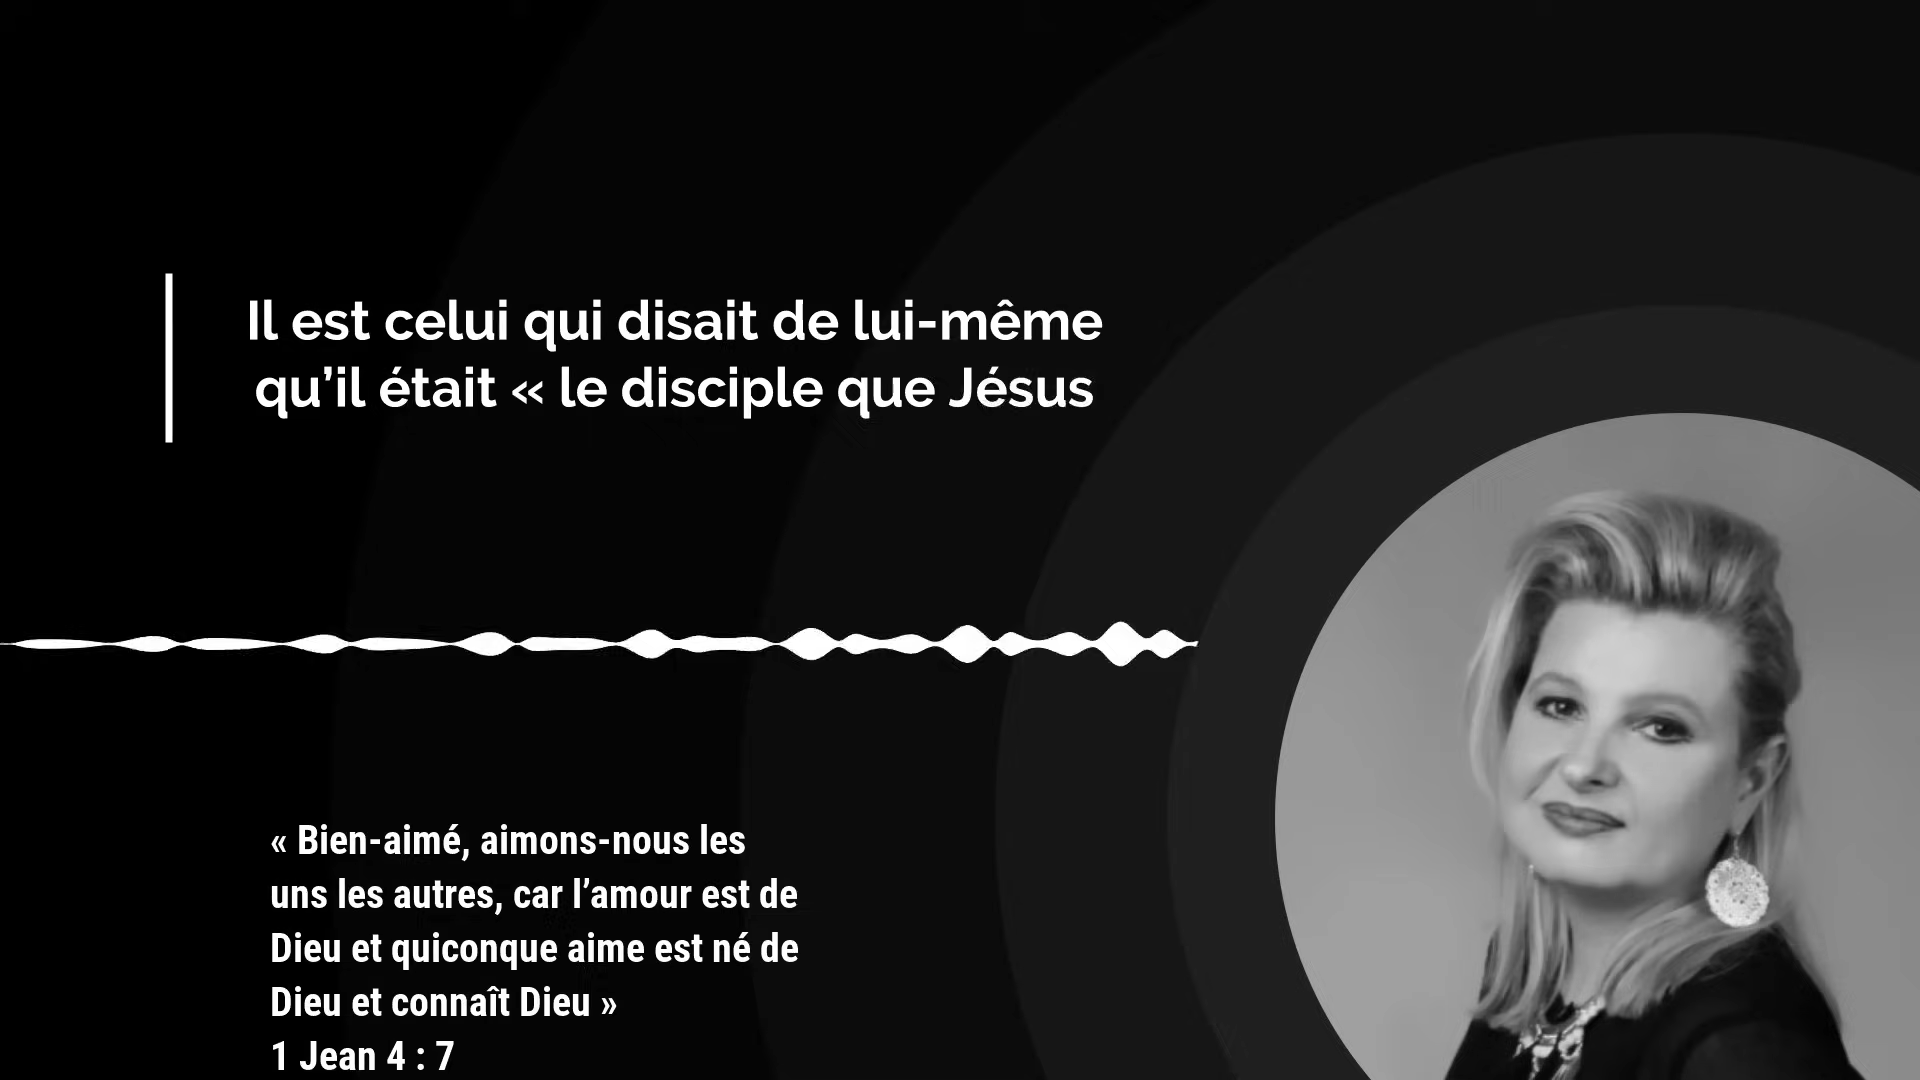 Il est celui qui disait de lui-même
qu’il était « le disciple que Jésus
« Bien-aimé, aimons-nous les
uns les autres, car l’amour est de
Dieu et quiconque aime est né de
Dieu et connaît Dieu »
1 Jean 4 : 7